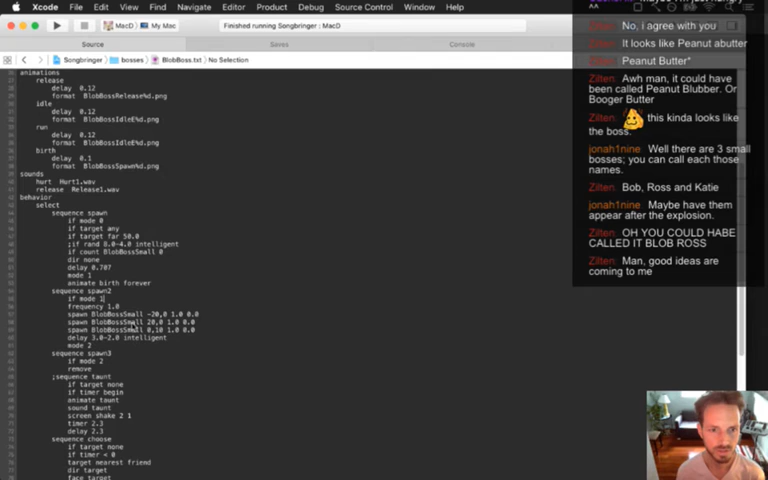 Xcode File Edit View Find Navigate Editor Product Debug Source Control Window Help
MacD My Mac
Finished running Songbringer : MacD
Source
Saves
Console
Songbringer bosses BlobBoss.txt No Selection
animations
release
delay 0.12
format BlobBossRelease%d.png
idle
delay 0.12
format BlobBossIdleE%d.png
run
delay 0.12
format BlobBossIdleE%d.png
birth
delay 0.1
format BlobBossSpawn%d.png
sounds
hurt Hurt1.wav
release Release1.wav
behavior
select
sequence spawn
if mode 0
if target any
if target far 50.0
;if rand 8.0~4.0 intelligent
if count BlobBossSmall 0
dir none
delay 0.707
mode 1
animate birth forever
sequence spawn2
if mode 1
frequency 1.0
spawn BlobBossSmall -20,0 1.0 0.0
spawn BlobBossSmall 20,0 1.0 0.0
spawn BlobBossSmall 0,10 1.0 0.0
delay 3.0~2.0 intelligent
mode 2
sequence spawn3
if mode 2
remove
;sequence taunt
if target none
if timer begin
animate taunt
sound taunt
screen shake 2 1
timer 2.3
delay 2.3
sequence choose
if target none
if timer < 0
target nearest friend
dir target
face target
^^
Zilten: No, i agree with you
Zilten: It looks like Peanut abutter
Zilten: Peanut Butter*
Zilten: Awh man, it could have
been called Peanut Blubber. Or
Booger Butter
Zilten: this kinda looks like
the boss.
jonah1nine: Well there are 3 small
bosses; you can call each those
names.
Zilten: Bob, Ross and Katie
jonah1nine: Maybe have them
appear after the explosion.
Zilten: OH YOU COULD HABE
CALLED IT BLOB ROSS
Zilten: Man, good ideas are
coming to me